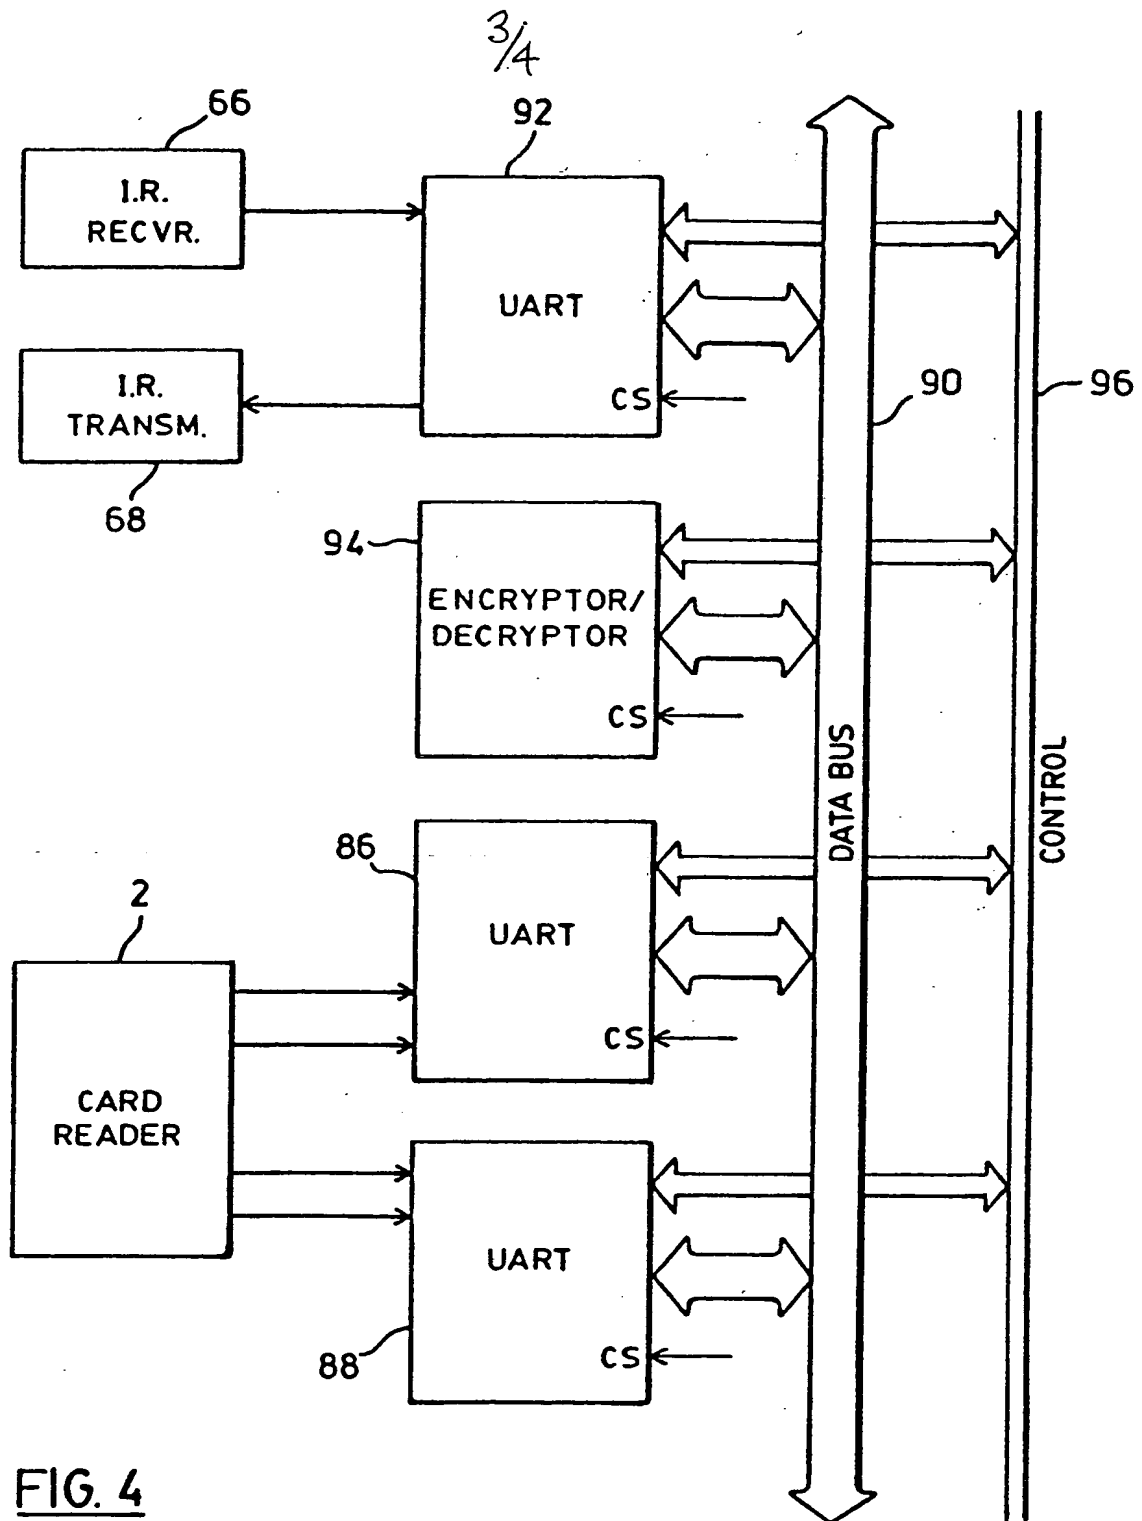 3/4
66
92
I.R.
RECVR.
UART
I.R.
TRANSM.
CS
90
96
68
94
ENCRYPTOR/
DECRYPTOR
CS
DATA BUS
CONTROL
86
2
UART
CS
CARD
READER
UART
88
CS
FIG. 4